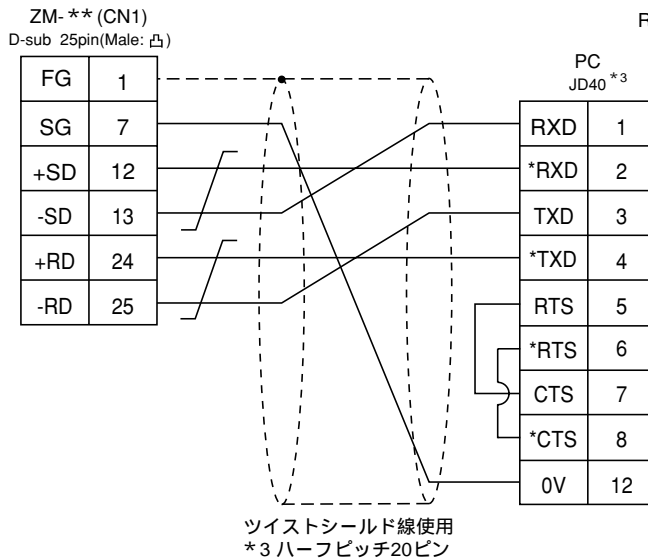 ZM-** (CN1)
D-sub 25pin(Male: 凸)
FG 1
SG 7
+SD 12
-SD 13
+RD 24
-RD 25
R
PC
JD40 *3
RXD 1
*RXD 2
TXD 3
*TXD 4
RTS 5
*RTS 6
CTS 7
*CTS 8
0V 12
ツイストシールド線使用
*3 ハーフピッチ20ピン